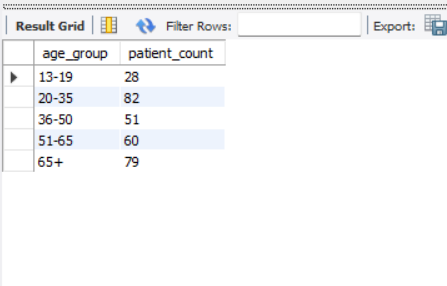 Result Grid Filter Rows: Export:
age_group patient_count
13-19 28
20-35 82
36-50 51
51-65 60
65+ 79